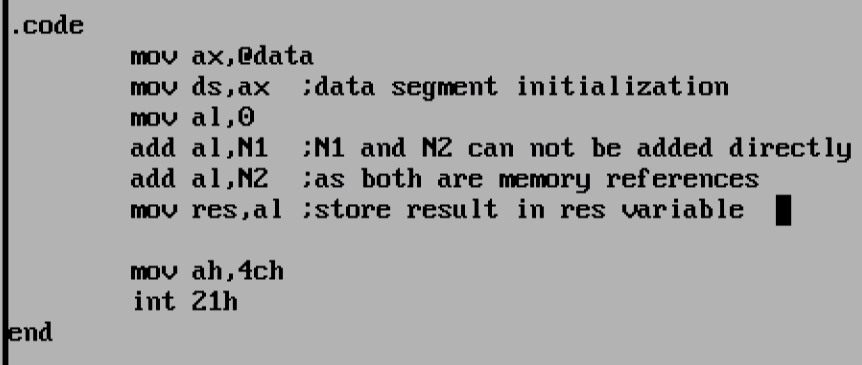 .code
mov ax,@data
mov ds,ax ;data segment initialization
mov al,0
add al,N1 ;N1 and N2 can not be added directly
add al,N2 ;as both are memory references
mov res,al ;store result in res variable
mov ah,4ch
int 21h
end